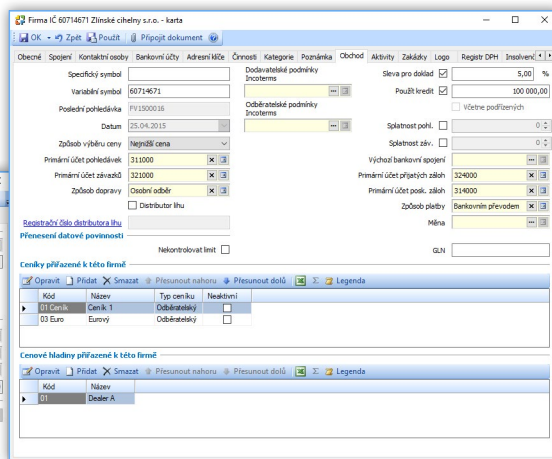 Firma IČ 60714671 Zlínské cihelny s.r.o. - karta
OK Zpět Použít Připojit dokument
Obecné Spojení Kontaktní osoby Bankovní účty Adresní klíče Činnosti Kategorie Poznámka Obchod Aktivity Zakázky Logo Registr DPH Insolvenč
Specifický symbol
Dodavatelské podmínky
Incoterms
Sleva pro doklad 5,00 %
Variabilní symbol 60714671
Použít kredit 100 000,00
Poslední pohledávka FV1500016
Odběratelské podmínky
Incoterms
Včetne podřízených
Datum 25.04.2015
Splatnost pohl. 0
Způsob výběru ceny Nejnižší cena
Splatnost záv. 0
Primární účet pohledávek 311000
Výchozí bankovní spojení
Primární účet závazků 321000
Primární účet přijatých záloh 324000
Způsob dopravy Osobní odběr
Primární účet posk. záloh 314000
Distributor lihu
Způsob platby Bankovním převodem
Registrační číslo distributora lihu
Měna
Přenesení datové povinnosti
Nekontrolovat limit
GLN
Ceníky přiřazené k této firmě
Opravit Přidat Smazat Přesunout nahoru Přesunout dolů Σ Legenda
Kód Název Typ ceníku Neaktivní
01 Ceník Ceník 1 Odběratelský
03 Euro Eurový Odběratelský
Cenové hladiny přiřazené k této firmě
Opravit Přidat Smazat Přesunout nahoru Přesunout dolů Σ Legenda
Kód Název
01 Dealer A